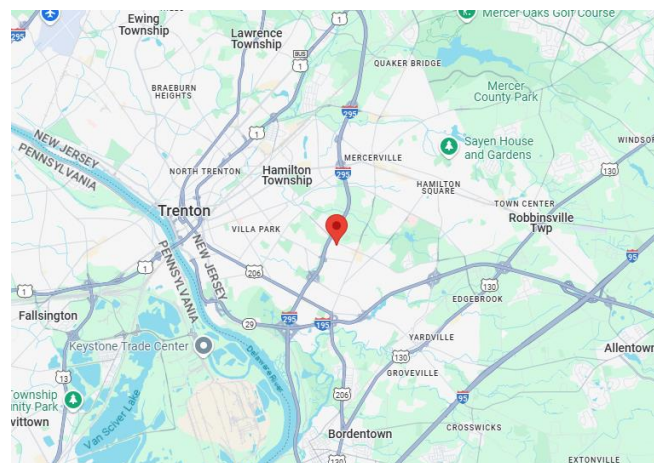 Ewing
Township
Lawrence
Township
Mercer Oaks Golf Course
1
295
BUS
1
1
QUAKER BRIDGE
BRAEBURN
HEIGHTS
Mercer
County Park
295
1
NEW JERSEY
PENNSYLVANIA
Sayen House
and Gardens
WINDSOR
MERCERVILLE
130
NORTH TRENTON
Hamilton
Township
295
HAMILTON
SQUARE
TOWN CENTER
Trenton
Robbinsville
Twp
VILLA PARK
NEW JERSEY
PENNSYLVANIA
1
1
206
95
130
EDGEBROOK
Fallsington
29
295
195
Keystone Trade Center
Delaware River
YARDVILLE
Allentown
130
GROVEVILLE
13
206
95
Township
nity Park
Van Sciver Lake
vittown
Bordentown
CROSSWICKS
130
EXTONVILLE